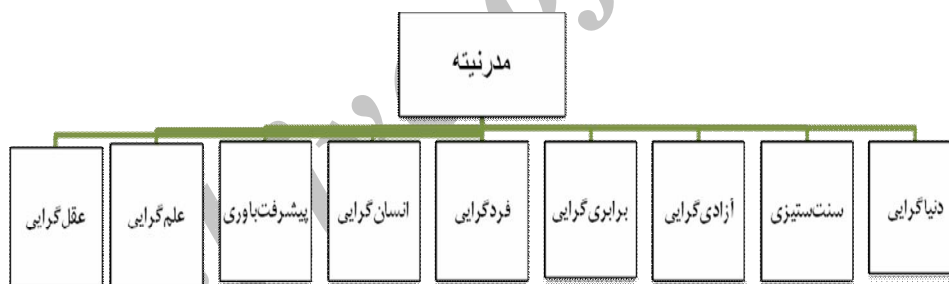 مدرنیته
دنیاگرایی
سنت‌ستیزی
آزادی‌گرایی
برابری‌گرایی
فردگرایی
انسان‌گرایی
پیشرفت‌باوری
علم‌گرایی
عقل‌گرایی